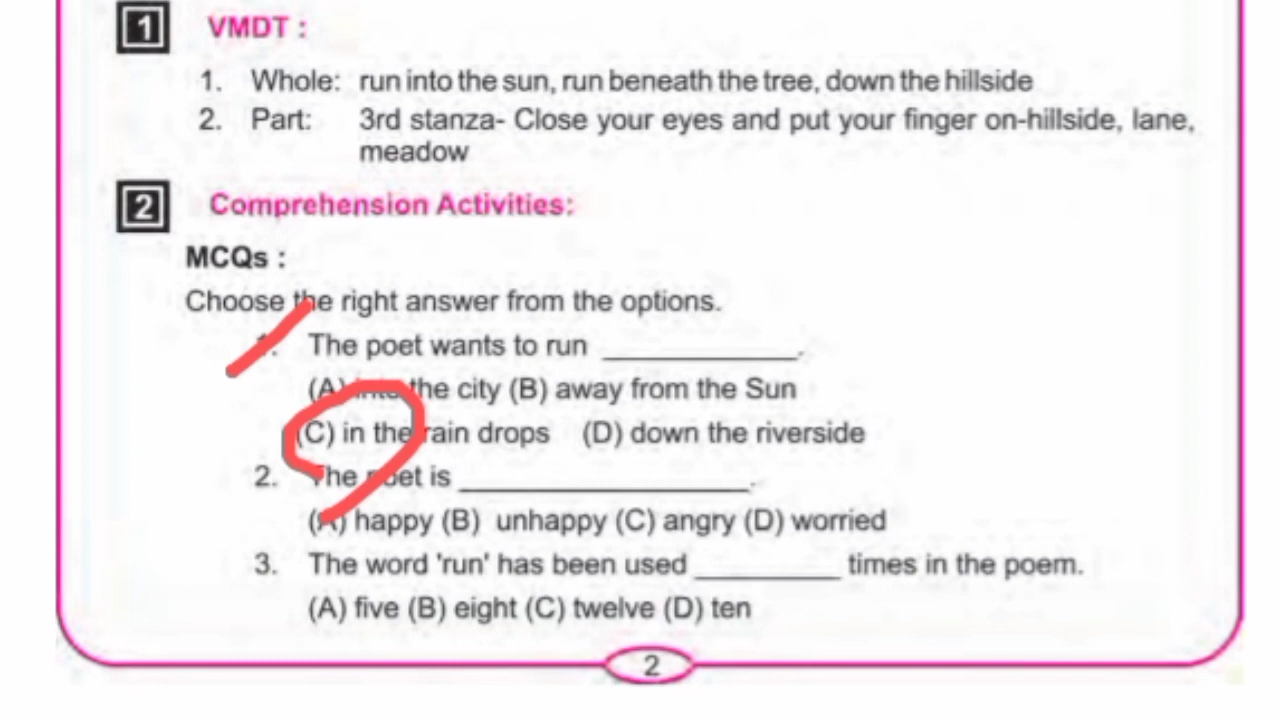 1 VMDT :
1. Whole: run into the sun, run beneath the tree, down the hillside
2. Part: 3rd stanza- Close your eyes and put your finger on-hillside, lane,
meadow
2 Comprehension Activities:
MCQs :
Choose the right answer from the options.
1. The poet wants to run ____________.
(A) into the city (B) away from the Sun
(C) in the rain drops (D) down the riverside
2. The poet is __________________.
(A) happy (B) unhappy (C) angry (D) worried
3. The word 'run' has been used _________ times in the poem.
(A) five (B) eight (C) twelve (D) ten
2